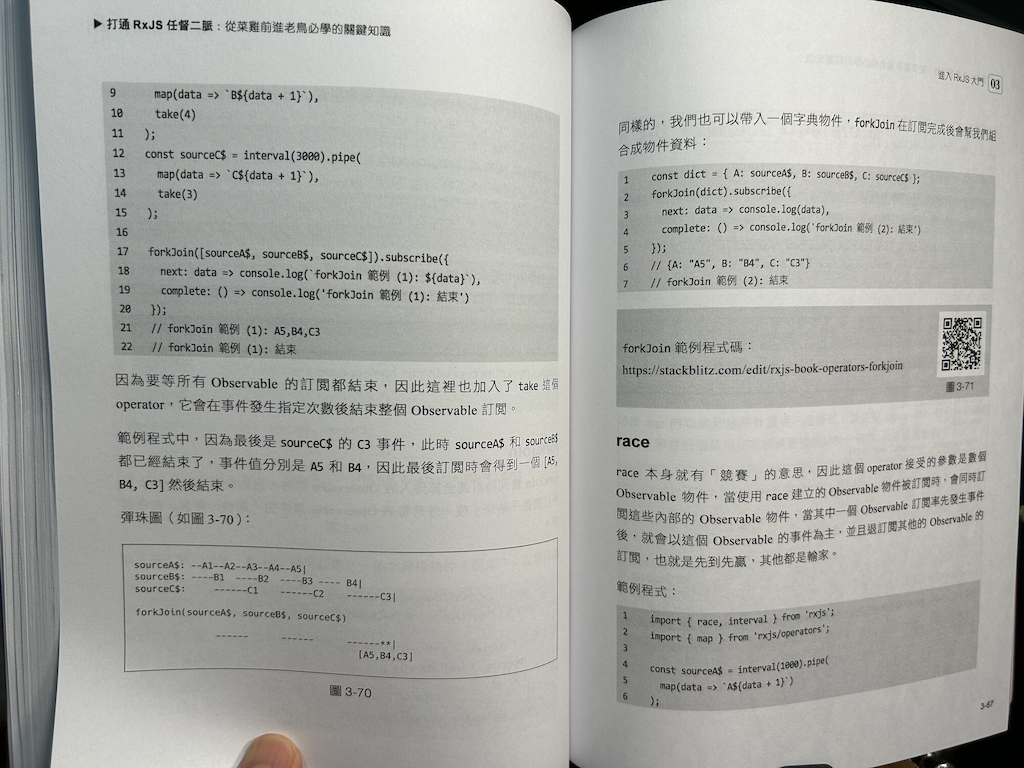 ▶ 打通 RxJS 任督二脈：從菜雞前進老鳥必學的關鍵知識
9 map(data => `B${data + 1}`),
10 take(4)
11 );
12 const sourceC$ = interval(3000).pipe(
13 map(data => `C${data + 1}`),
14 take(3)
15 );
16
17 forkJoin([sourceA$, sourceB$, sourceC$]).subscribe({
18 next: data => console.log(`forkJoin 範例 (1): ${data}`),
19 complete: () => console.log('forkJoin 範例 (1): 結束')
20 });
21 // forkJoin 範例 (1): A5,B4,C3
22 // forkJoin 範例 (1): 結束
因為要等所有 Observable 的訂閱都結束，因此這裡也加入了 take 這個
operator，它會在事件發生指定次數後結束整個 Observable 訂閱。
範例程式中，因為最後是 sourceC$ 的 C3 事件，此時 sourceA$ 和 sourceB$
都已經結束了，事件值分別是 A5 和 B4，因此最後訂閱時會得到一個 [A5,
B4, C3] 然後結束。
彈珠圖（如圖 3-70）：
sourceA$: --A1--A2--A3--A4--A5|
sourceB$: ----B1  ----B2  ----B3 ---- B4|
sourceC$:     ------C1    ------C2    ------C3|
forkJoin(sourceA$, sourceB$, sourceC$)
------      ------      ------**|
[A5,B4,C3]
圖 3-70
進入 RxJS 大門 03
同樣的，我們也可以帶入一個字典物件，forkJoin 在訂閱完成後會幫我們組
合成物件資料：
1 const dict = { A: sourceA$, B: sourceB$, C: sourceC$ };
2 forkJoin(dict).subscribe({
3 next: data => console.log(data),
4 complete: () => console.log('forkJoin 範例 (2): 結束')
5 });
6 // {A: "A5", B: "B4", C: "C3"}
7 // forkJoin 範例 (2): 結束
forkJoin 範例程式碼：
https://stackblitz.com/edit/rxjs-book-operators-forkjoin
圖 3-71
race
race 本身就有「競賽」的意思，因此這個 operator 接受的參數是數個
Observable 物件，當使用 race 建立的 Observable 物件被訂閱時，會同時訂
閱這些內部的 Observable 物件，當其中一個 Observable 訂閱率先發生事件
後，就會以這個 Observable 的事件為主，並且退訂閱其他的 Observable 的
訂閱，也就是先到先贏，其他都是輸家。
範例程式：
1 import { race, interval } from 'rxjs';
2 import { map } from 'rxjs/operators';
3
4 const sourceA$ = interval(1000).pipe(
5 map(data => `A${data + 1}`)
6 );
3-67